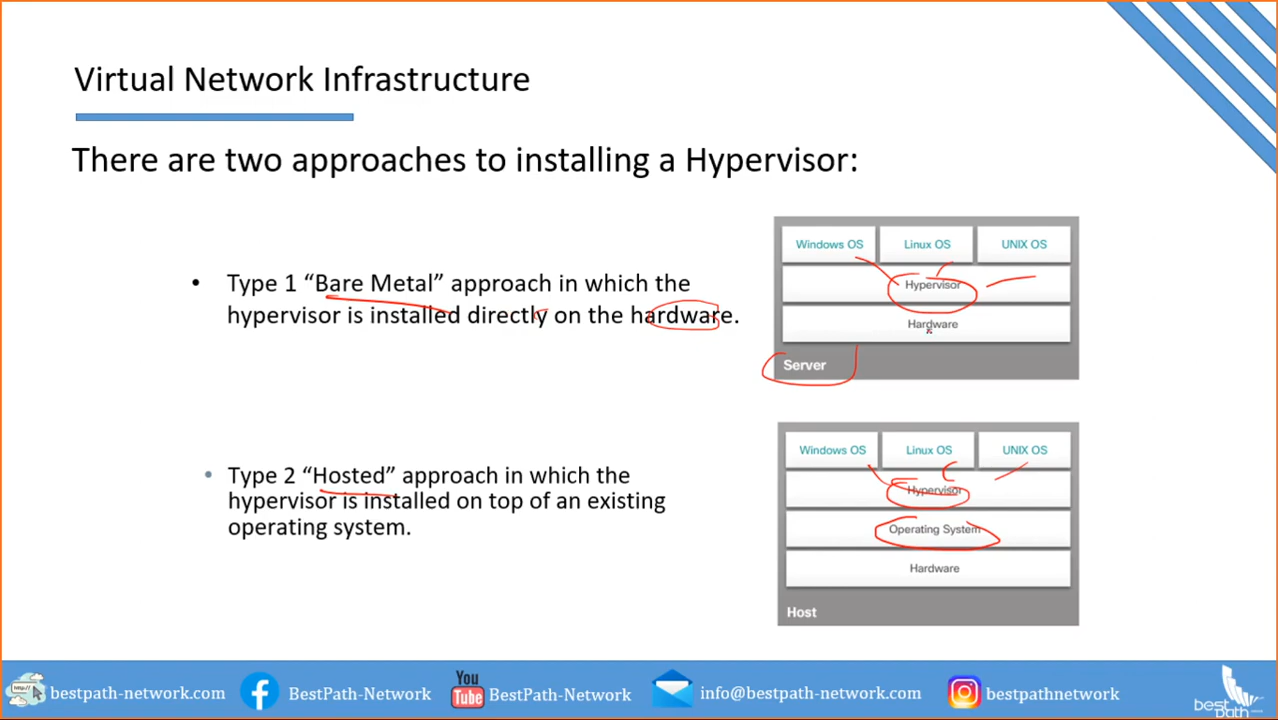 Virtual Network Infrastructure
There are two approaches to installing a Hypervisor:
• Type 1 “Bare Metal” approach in which the
hypervisor is installed directly on the hardware.
Windows OS Linux OS UNIX OS
Hypervisor
Hardware
Server
• Type 2 “Hosted” approach in which the
hypervisor is installed on top of an existing
operating system.
Windows OS Linux OS UNIX OS
Hypervisor
Operating System
Hardware
Host
http:// bestpath-network.com BestPath-Network You Tube BestPath-Network info@bestpath-network.com bestpathnetwork
best path